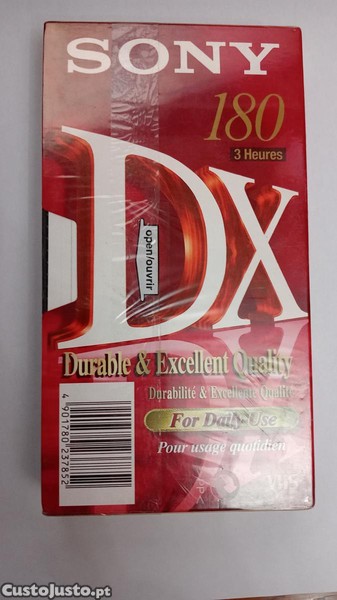 SONY
180
3 Heures
DX
open/ouvrir
Durable & Excellent Quality
Durabilité & Excellente Qualité
For Daily Use
Pour usage quotidien
4 901780 237852
VHS
CustoJusto.pt